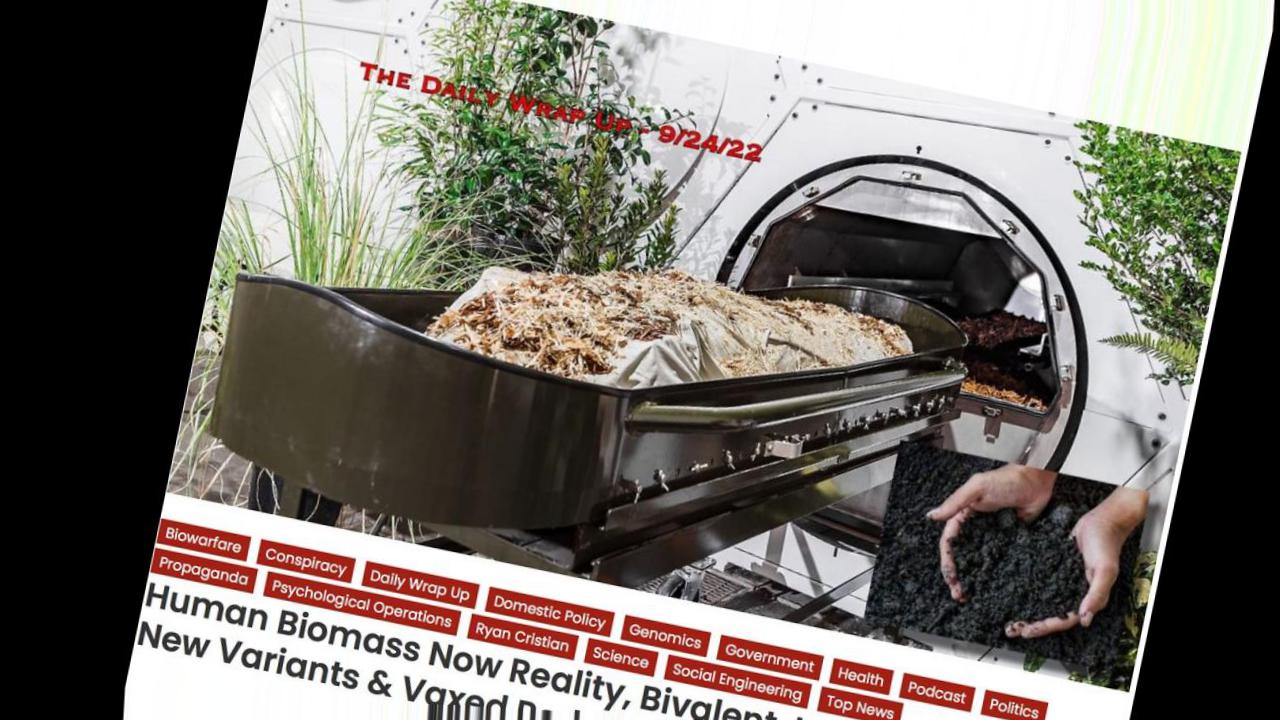 THE DAILY WRAP UP - 9/24/22
Biowarfare Conspiracy Daily Wrap Up Domestic Policy Genomics Government Health Podcast Politics
Propaganda Psychological Operations Ryan Cristian Science Social Engineering Top News
Human Biomass Now Reality, Bivalent
New Variants & Vaxed